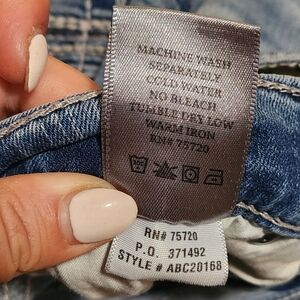 MACHINE WASH
SEPARATELY
COLD WATER
NO BLEACH
TUMBLE DRY LOW
WARM IRON
RN# 75720
RN# 75720
P.O. 371492
STYLE # ABC20168